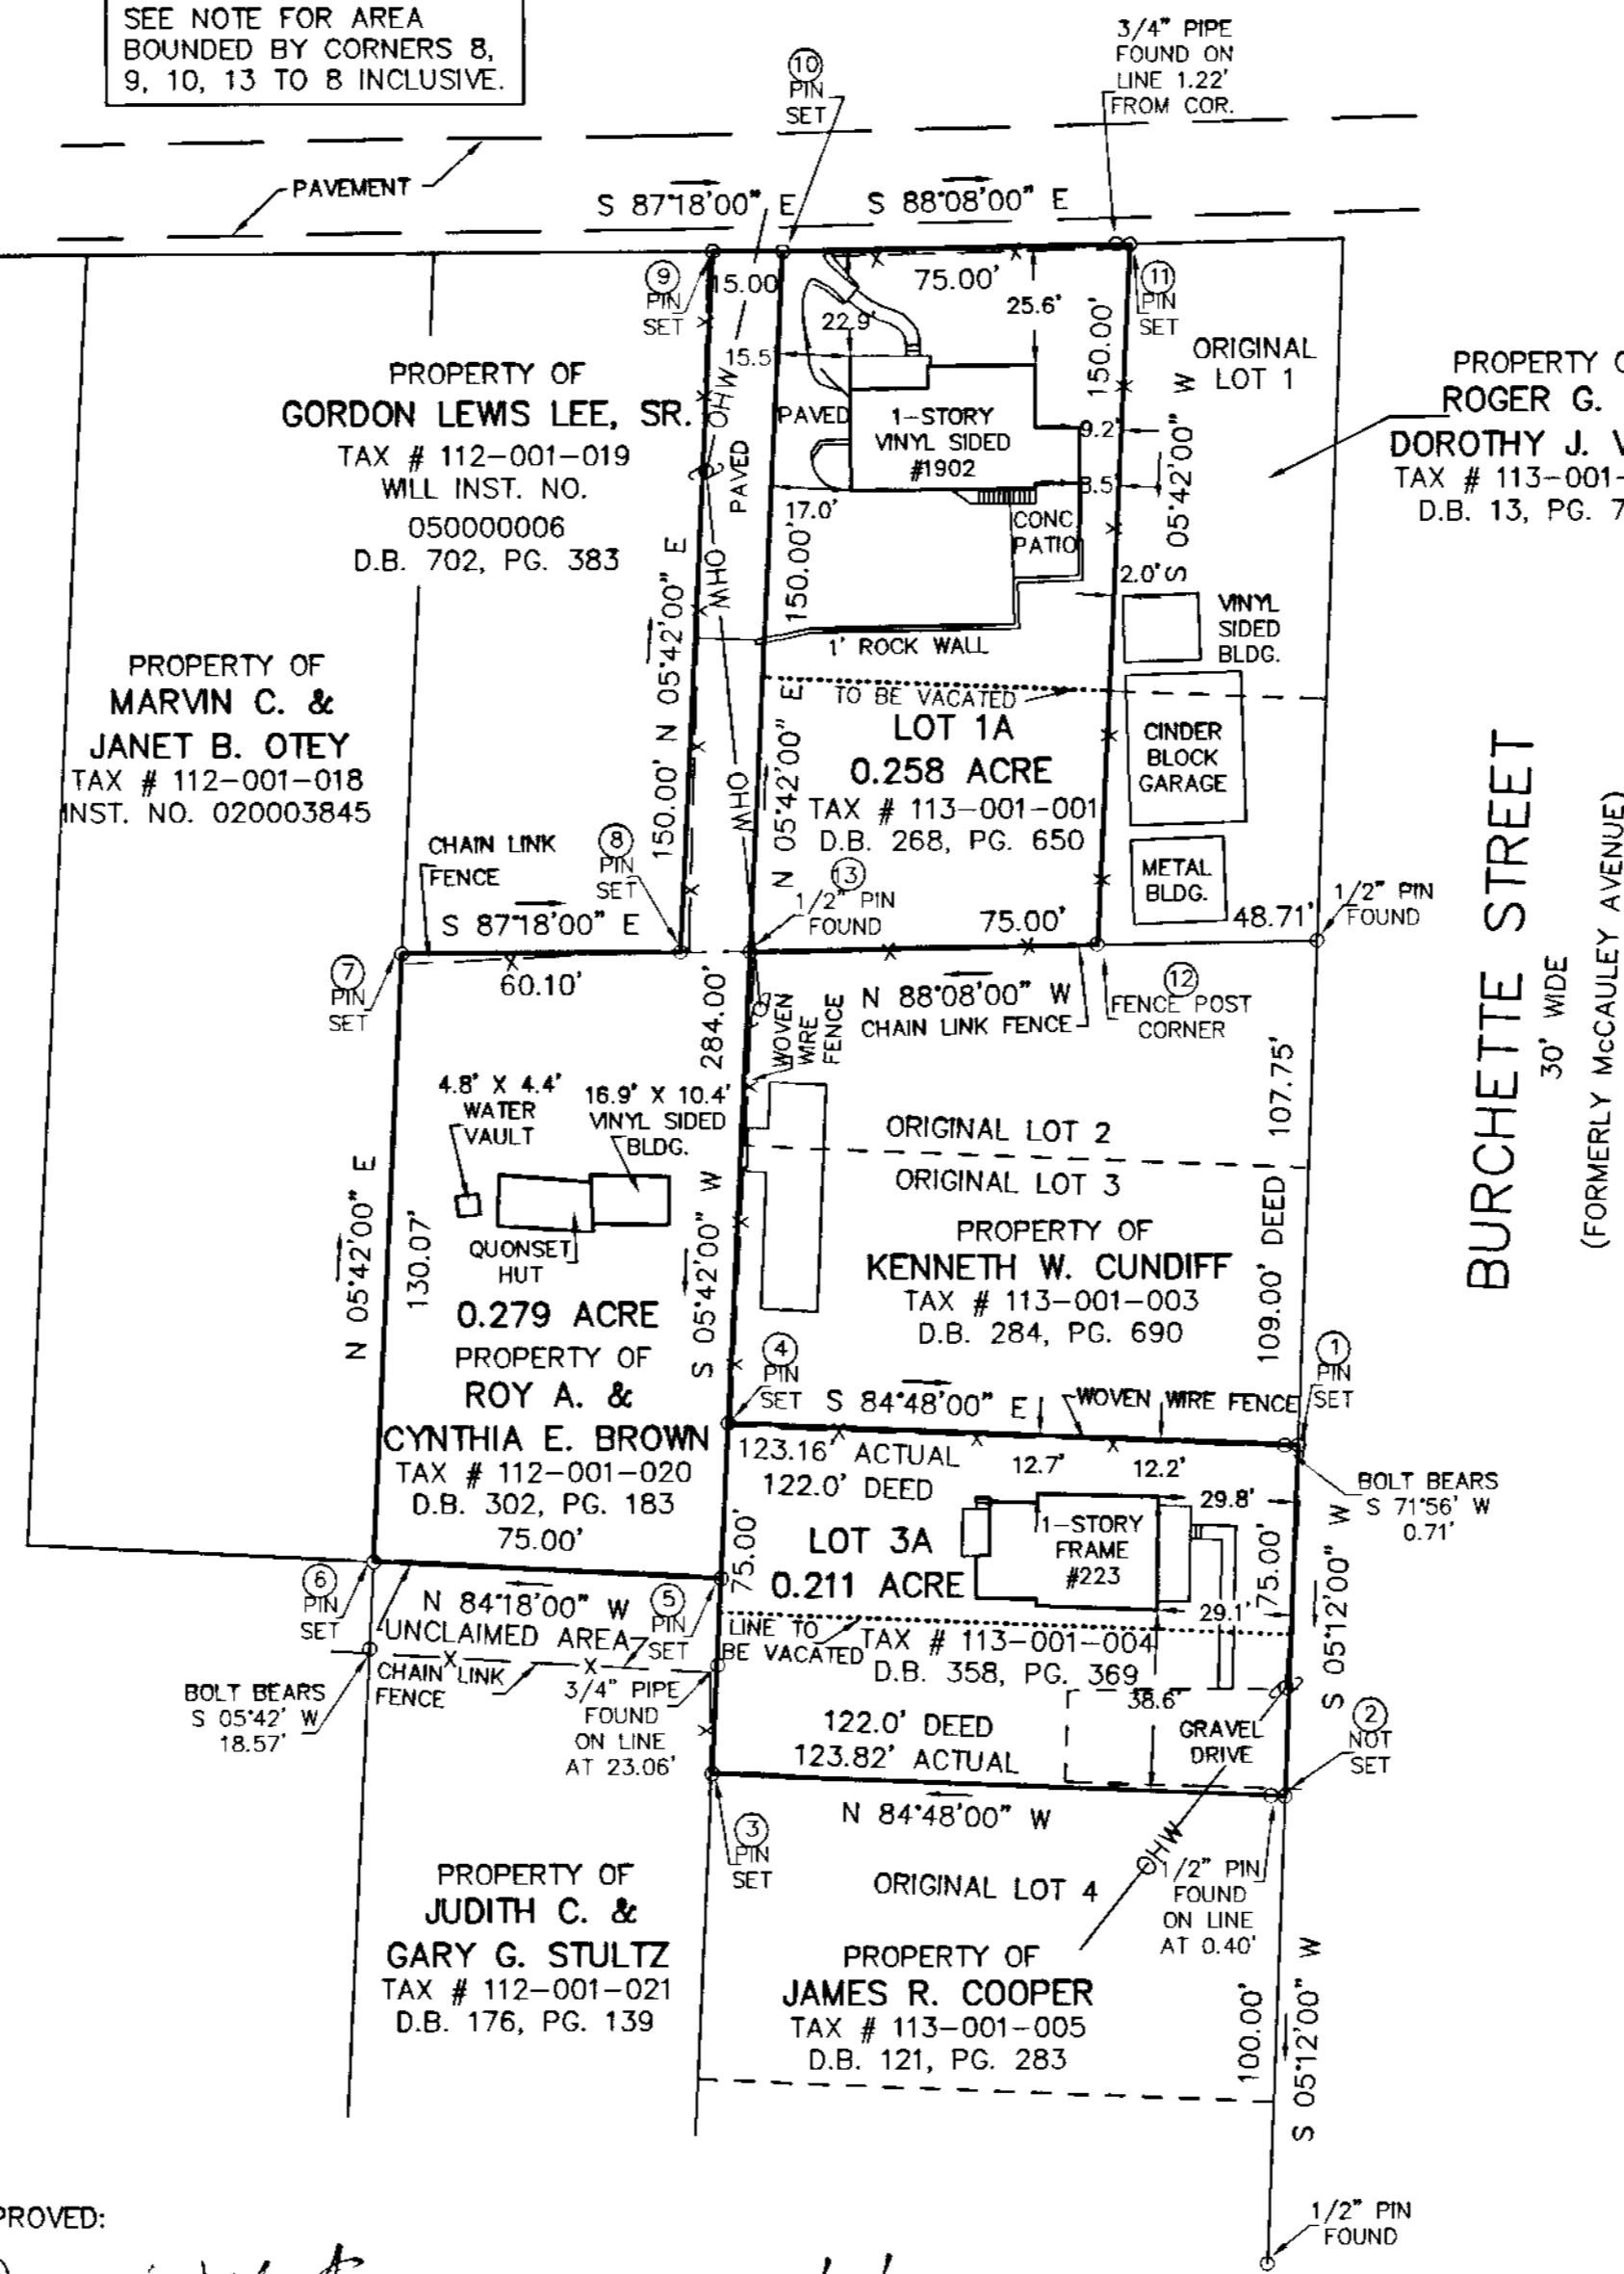 SEE NOTE FOR AREA
BOUNDED BY CORNERS 8,
9, 10, 13 TO 8 INCLUSIVE.
10
PIN
SET
3/4" PIPE
FOUND ON
LINE 1.22'
FROM COR.
PAVEMENT
S 87°18'00" E
S 88°08'00" E
9
PIN
SET
15.00'
75.00'
11
PIN
SET
22.9'
25.6'
150.00'
15.5'
ORIGINAL
LOT 1
S 05°42'00" W
PROPERTY OF
GORDON LEWIS LEE, SR.
TAX # 112-001-019
WILL INST. NO.
050000006
D.B. 702, PG. 383
OHW
PAVED
PAVED
1-STORY
VINYL SIDED
#1902
9.2'
8.5'
17.0'
CONC.
PATIO
PROPERTY
ROGER G.
DOROTHY J.
TAX # 113-001-
D.B. 13, PG. 7
N 05°42'00" E
150.00'
OHW
150.00'
2.0'
VINYL
SIDED
BLDG.
1' ROCK WALL
PROPERTY OF
MARVIN C. &
JANET B. OTEY
TAX # 112-001-018
INST. NO. 020003845
TO BE VACATED
LOT 1A
0.258 ACRE
TAX # 113-001-001
D.B. 268, PG. 650
N 05°42'00" E
OHW
CINDER
BLOCK
GARAGE
METAL
BLDG.
CHAIN LINK
FENCE
8
PIN
SET
13
1/2" PIN
FOUND
75.00'
48.71'
1/2" PIN
FOUND
S 87°18'00" E
7
PIN
SET
60.10'
284.00'
WOVEN
WIRE
FENCE
N 88°08'00" W
CHAIN LINK FENCE
12
FENCE POST
CORNER
BURCHETTE STREET
30' WIDE
(FORMERLY McCAULEY AVENUE)
4.8' X 4.4'
WATER
VAULT
16.9' X 10.4'
VINYL SIDED
BLDG.
QUONSET
HUT
107.75'
ORIGINAL LOT 2
ORIGINAL LOT 3
109.00' DEED
N 05°42'00" E
130.07'
S 05°42'00" W
PROPERTY OF
KENNETH W. CUNDIFF
TAX # 113-001-003
D.B. 284, PG. 690
0.279 ACRE
PROPERTY OF
ROY A. &
CYNTHIA E. BROWN
TAX # 112-001-020
D.B. 302, PG. 183
75.00'
4
PIN
SET
S 84°48'00" E
WOVEN WIRE FENCE
1
PIN
SET
123.16' ACTUAL
122.0' DEED
12.7'
12.2'
29.8'
BOLT BEARS
S 71°56' W
0.71'
LOT 3A
0.211 ACRE
1-STORY
FRAME
#223
75.00'
75.00'
29.1'
S 05°12'00" W
6
PIN
SET
N 84°18'00" W
5
PIN
SET
UNCLAIMED AREA
CHAIN LINK
FENCE
LINE TO
BE VACATED
TAX # 113-001-004
D.B. 358, PG. 369
BOLT BEARS
S 05°42' W
18.57'
3/4" PIPE
FOUND
ON LINE
AT 23.06'
38.6'
122.0' DEED
123.82' ACTUAL
GRAVEL
DRIVE
2
NOT
SET
N 84°48'00" W
3
PIN
SET
OHW
1/2" PIN
FOUND
ON LINE
AT 0.40'
PROPERTY OF
JUDITH C. &
GARY G. STULTZ
TAX # 112-001-021
D.B. 176, PG. 139
ORIGINAL LOT 4
PROPERTY OF
JAMES R. COOPER
TAX # 113-001-005
D.B. 121, PG. 283
100.00'
S 05°12'00" W
1/2" PIN
FOUND
PROVED: